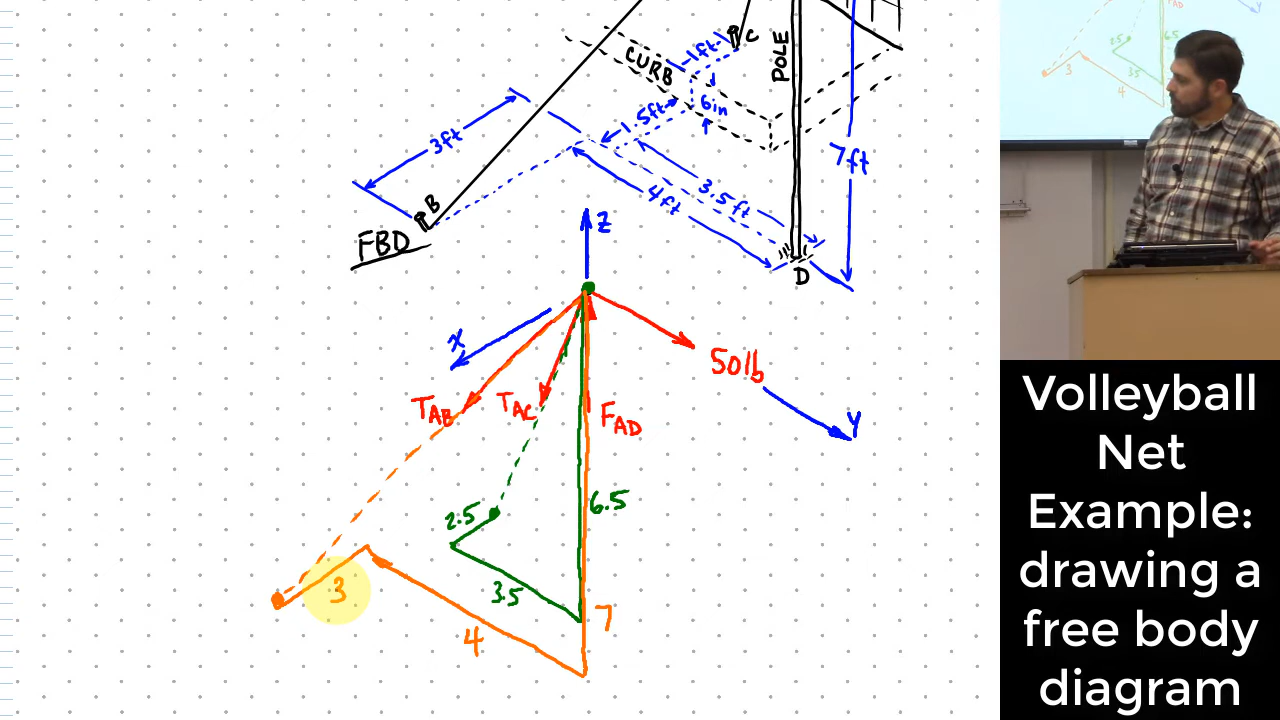 1ft
C
CURB
POLE
6in
1.5ft
3ft
7ft
3.5ft
4ft
B
FBD
D
Z
X
50lb
TAB
TAC
FAD
Y
2.5
6.5
3.5
3
7
4
Volleyball
Net
Example:
drawing a
free body
diagram